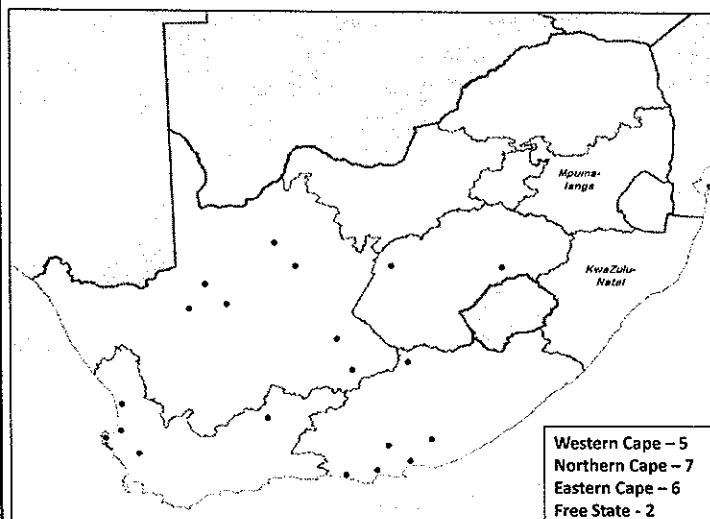 Mpuma-
langa
KwaZulu-
Natal
Western Cape – 5
Northern Cape – 7
Eastern Cape – 6
Free State - 2